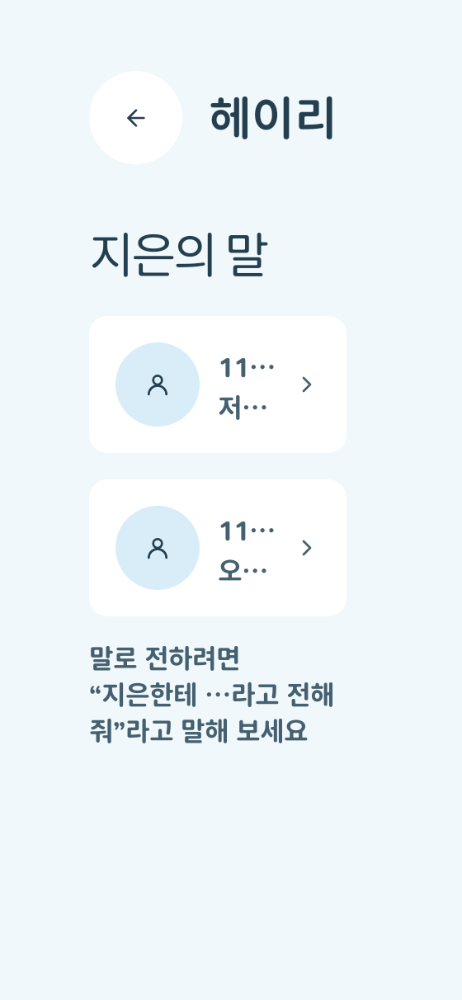 헤이리
지은의 말
11⋯
저⋯
11⋯
오⋯
말로 전하려면
“지은한테 ⋯라고 전해
줘”라고 말해 보세요